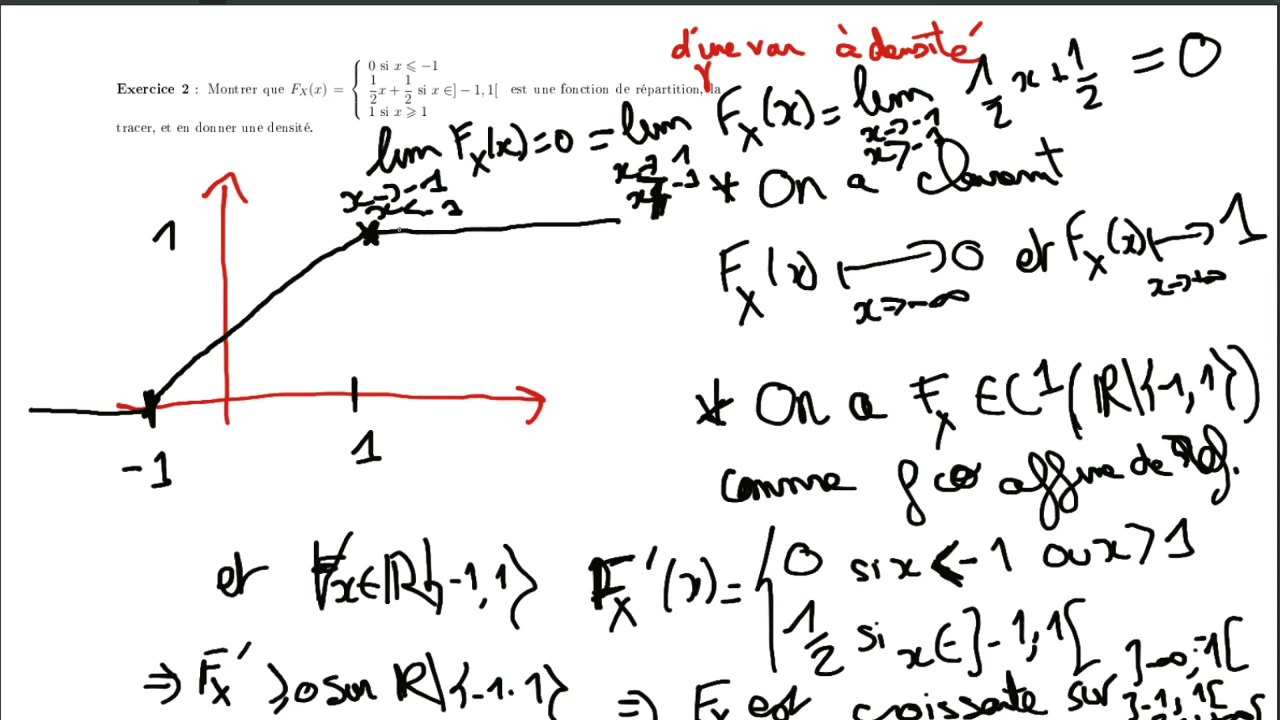 d'une var à densité
Exercice 2 : Montrer que F_X(x) = { 0 si x ⩽ −1
1/2 x + 1/2 si x ∈] − 1, 1[ est une fonction de répartition, la
1 si x ⩾ 1
tracer, et en donner une densité.
lim F_X(x) = 0 = lim F_X(x) = lim 1/2 x + 1/2 = 0
x→-1 x→-1
x<-1 x>-1
* On a clairement
F_X(x) ⟼ 0 et F_X(x) ⟼ 1
x→-∞ x→+∞
1
-1 1
* On a F_X ∈ C¹(ℝ\{-1, 1})
comme affine de
et ∀x∈ℝ\{-1, 1} F_X'(x) = { 0 si x < -1 ou x > 1
1/2 si x ∈ ]-1, 1[
⇒ F_X' ⩾ 0 sur ℝ\{-1, 1} ⇒ F_X est croissante sur ]-∞, -1[
]-1, 1[